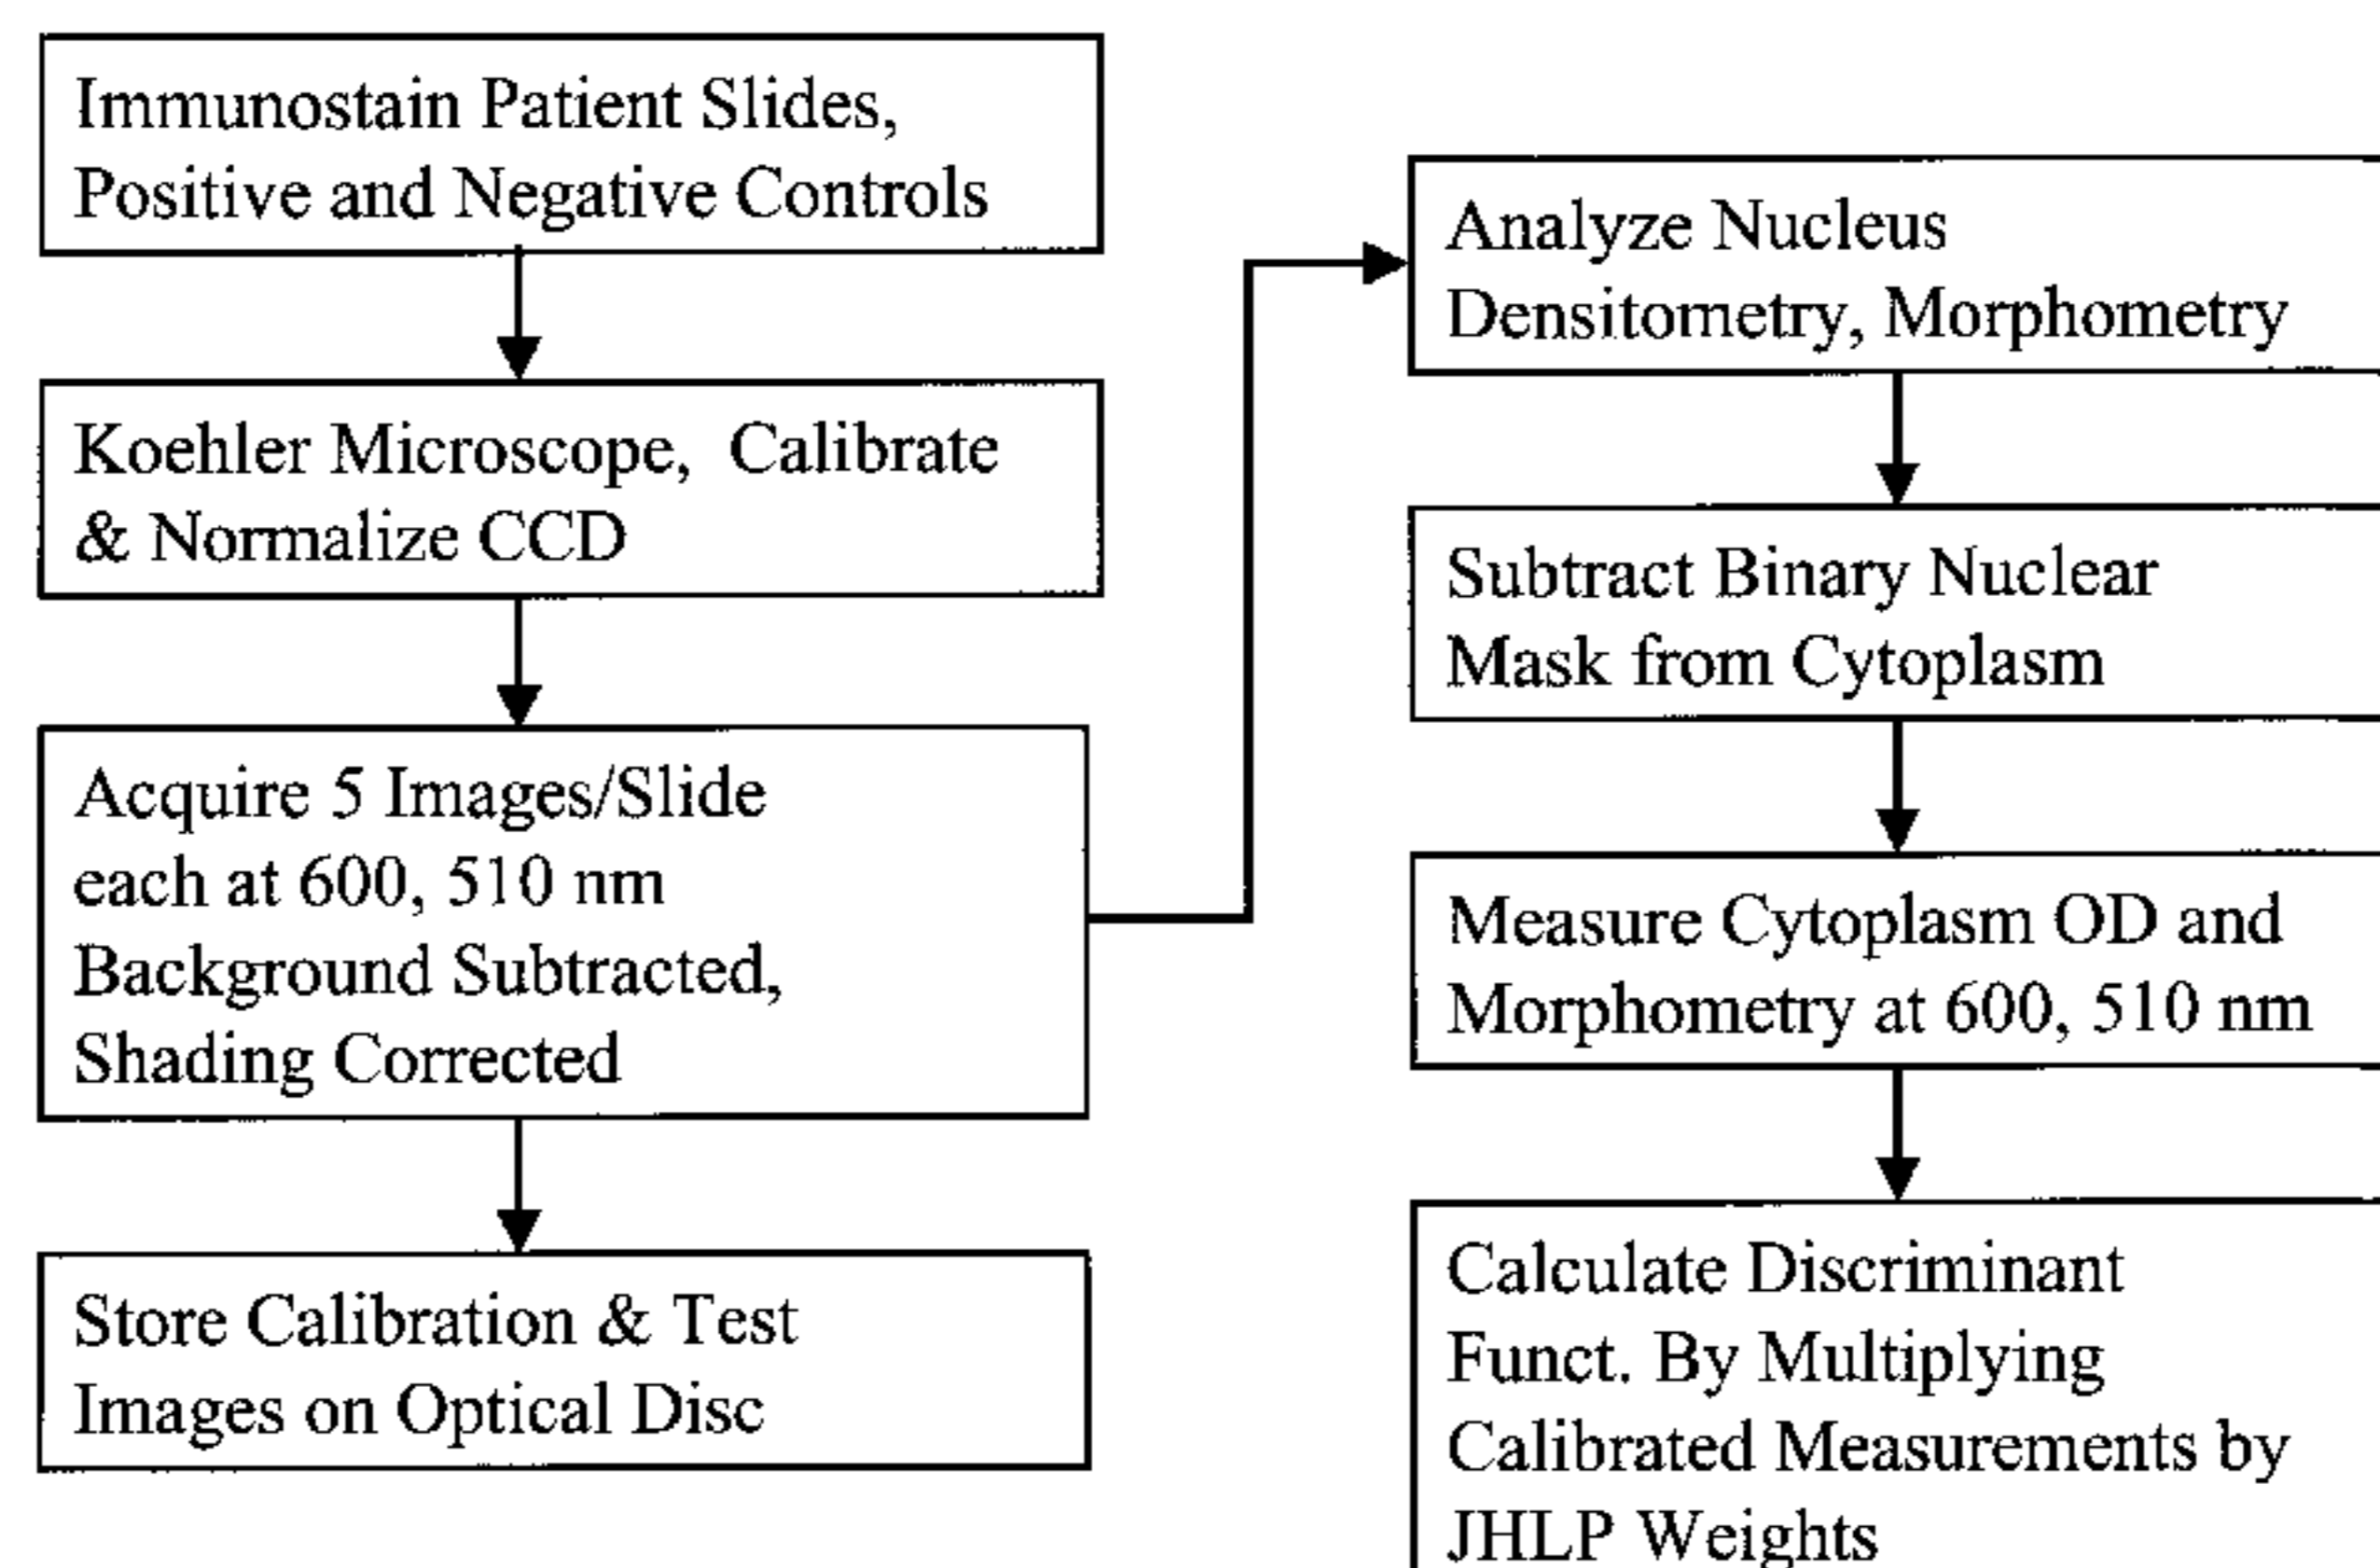 Immunostain Patient Slides,
Positive and Negative Controls
Koehler Microscope, Calibrate
& Normalize CCD
Acquire 5 Images/Slide
each at 600, 510 nm
Background Subtracted,
Shading Corrected
Store Calibration & Test
Images on Optical Disc
Analyze Nucleus
Densitometry, Morphometry
Subtract Binary Nuclear
Mask from Cytoplasm
Measure Cytoplasm OD and
Morphometry at 600, 510 nm
Calculate Discriminant
Funct. By Multiplying
Calibrated Measurements by
JHLP Weights